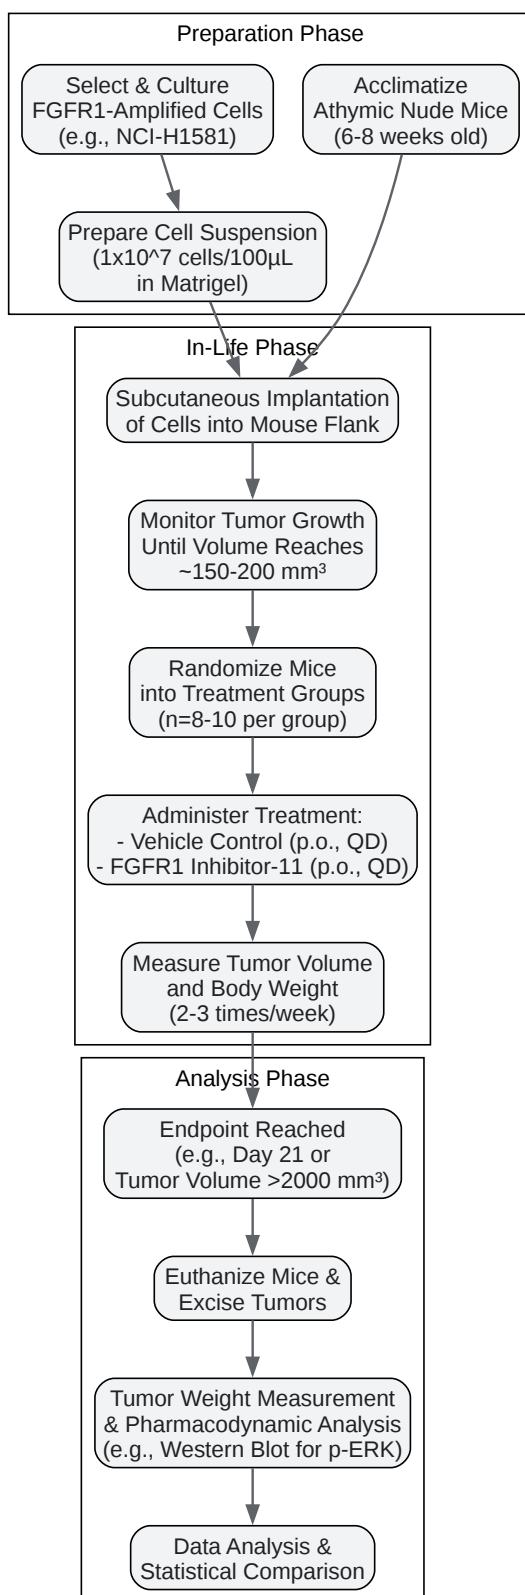 Preparation Phase
Select & Culture
FGFR1-Amplified Cells
(e.g., NCI-H1581)
Acclimatize
Athymic Nude Mice
(6-8 weeks old)
Prepare Cell Suspension
(1x10^7 cells/100µL
in Matrigel)
In-Life Phase
Subcutaneous Implantation
of Cells into Mouse Flank
Monitor Tumor Growth
Until Volume Reaches
~150-200 mm³
Randomize Mice
into Treatment Groups
(n=8-10 per group)
Administer Treatment:
- Vehicle Control (p.o., QD)
- FGFR1 Inhibitor-11 (p.o., QD)
Measure Tumor Volume
and Body Weight
(2-3 times/week)
Analysis Phase
Endpoint Reached
(e.g., Day 21 or
Tumor Volume >2000 mm³)
Euthanize Mice &
Excise Tumors
Tumor Weight Measurement
& Pharmacodynamic Analysis
(e.g., Western Blot for p-ERK)
Data Analysis &
Statistical Comparison